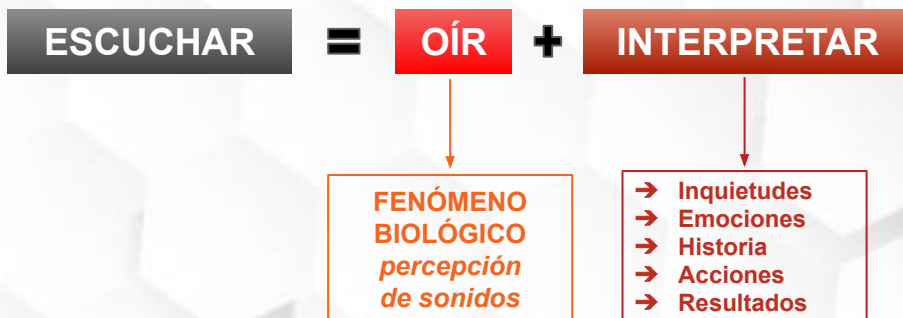 ESCUCHAR = OÍR + INTERPRETAR
FENÓMENO
BIOLÓGICO
percepción
de sonidos
➔ Inquietudes
➔ Emociones
➔ Historia
➔ Acciones
➔ Resultados